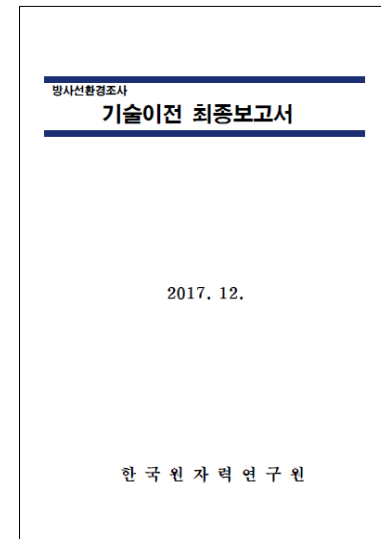 방사선환경조사
기술이전 최종보고서
2017. 12.
한 국 원 자 력 연 구 원